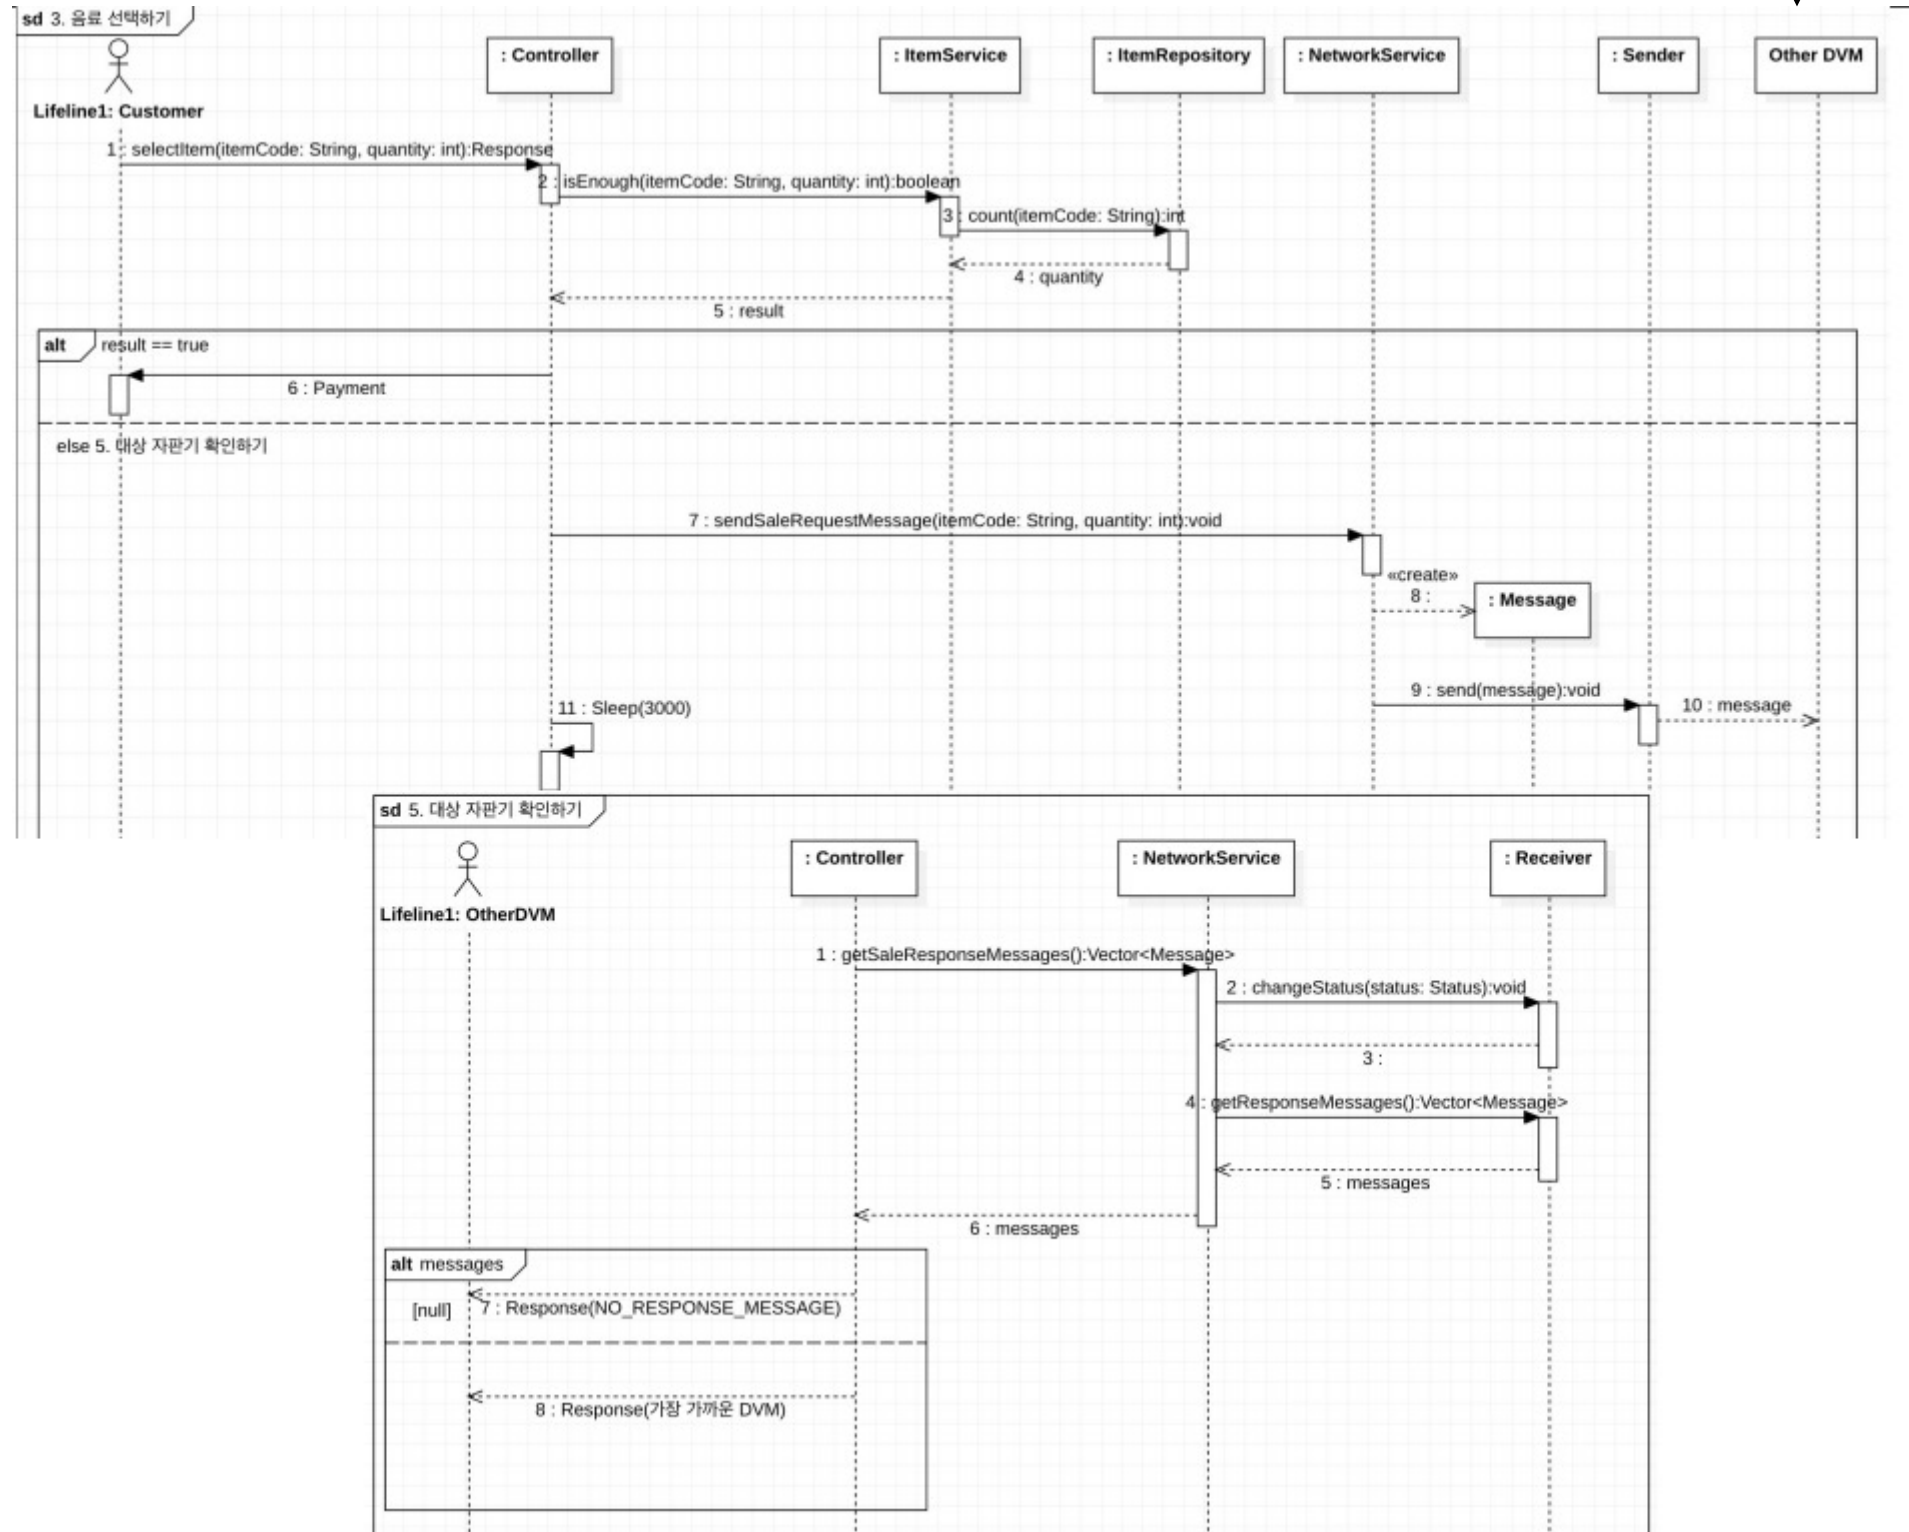 sd 3. 음료 선택하기
: Controller
: ItemService
: ItemRepository
: NetworkService
: Sender
Other DVM
Lifeline1: Customer
1 : selectItem(itemCode: String, quantity: int):Response
2 : isEnough(itemCode: String, quantity: int):boolean
3 : count(itemCode: String):int
4 : quantity
5 : result
alt result == true
6 : Payment
else 5. 대상 자판기 확인하기
7 : sendSaleRequestMessage(itemCode: String, quantity: int):void
«create»
8 :
: Message
9 : send(message):void
10 : message
11 : Sleep(3000)
sd 5. 대상 자판기 확인하기
: Controller
: NetworkService
: Receiver
Lifeline1: OtherDVM
1 : getSaleResponseMessages():Vector<Message>
2 : changeStatus(status: Status):void
3 :
4 : getResponseMessages():Vector<Message>
5 : messages
6 : messages
alt messages
[null]
7 : Response(NO_RESPONSE_MESSAGE)
8 : Response(가장 가까운 DVM)